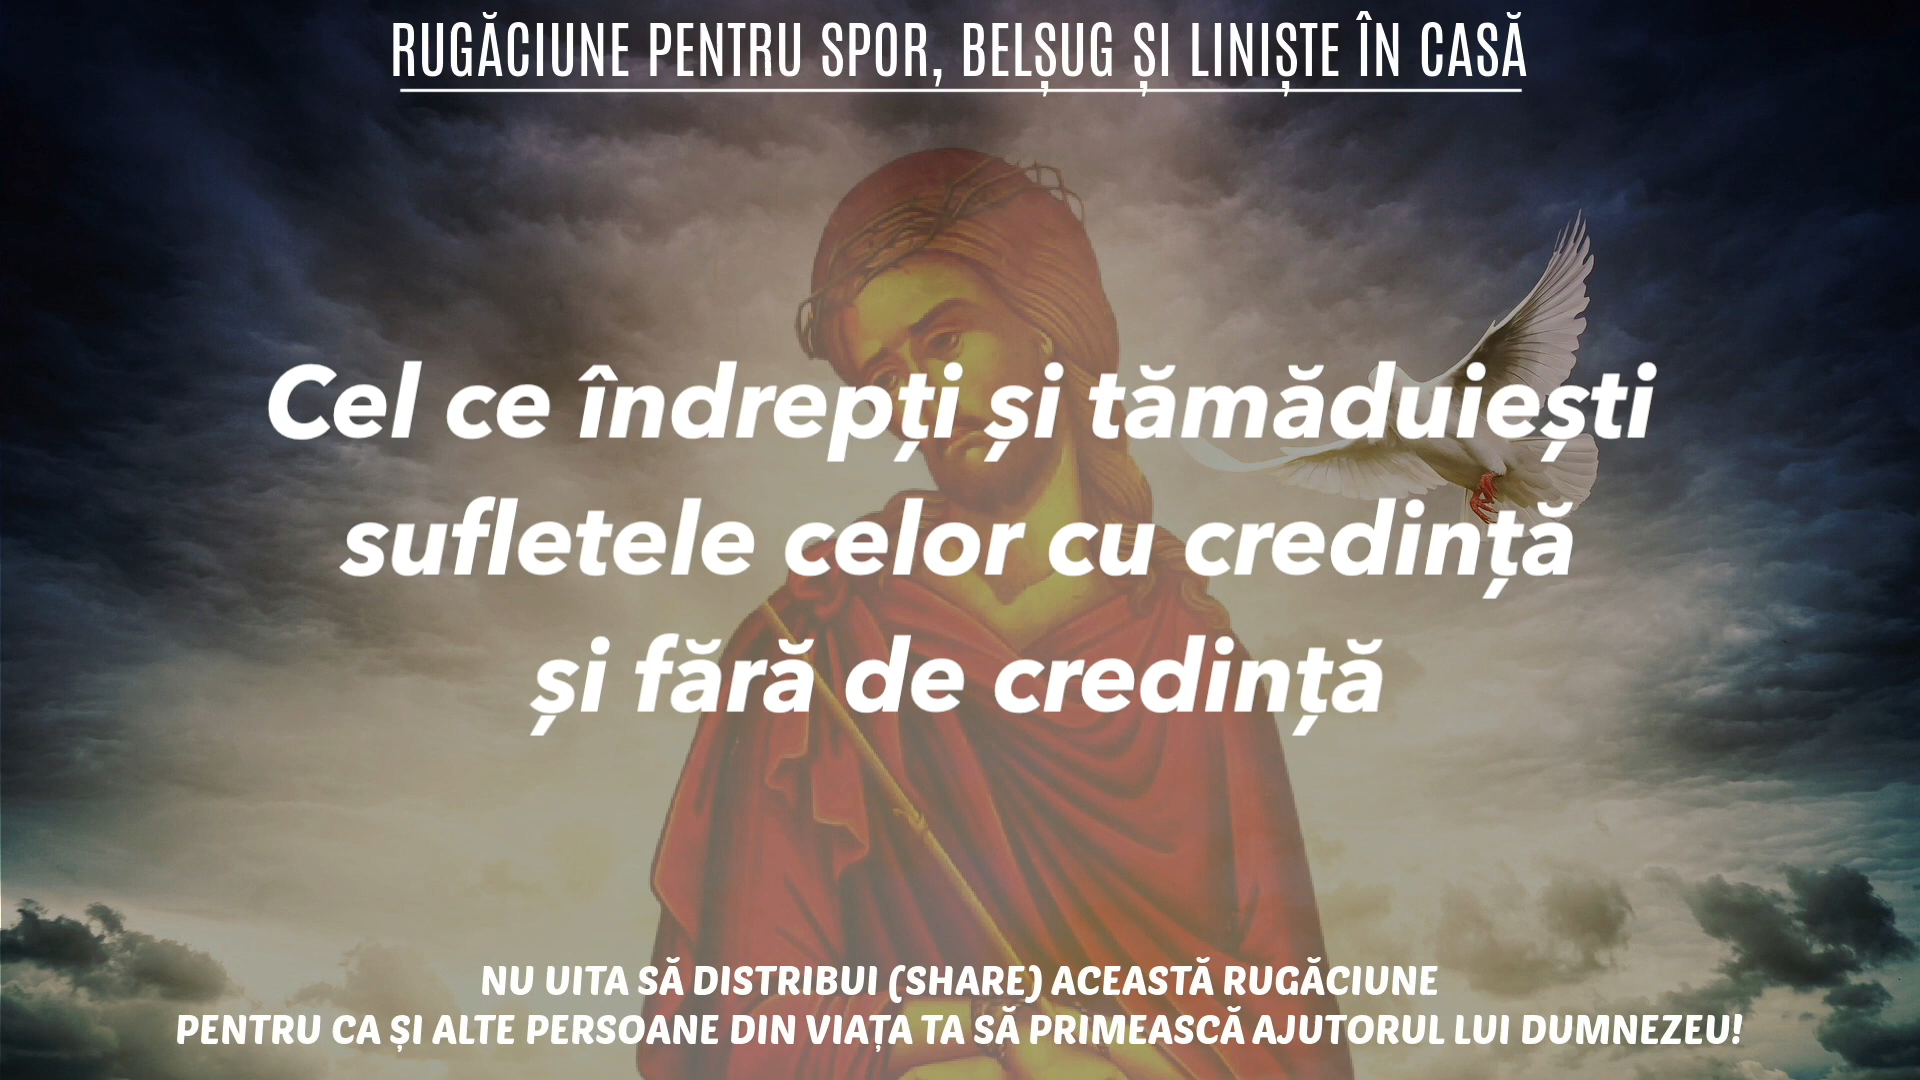 RUGĂCIUNE PENTRU SPOR, BELȘUG ȘI LINIȘTE ÎN CASĂ
Cel ce îndrepți și tămăduiești
sufletele celor cu credință
și fără de credință
NU UITA SĂ DISTRIBUI (SHARE) ACEASTĂ RUGĂCIUNE
PENTRU CA ȘI ALTE PERSOANE DIN VIAȚA TA SĂ PRIMEASCĂ AJUTORUL LUI DUMNEZEU!